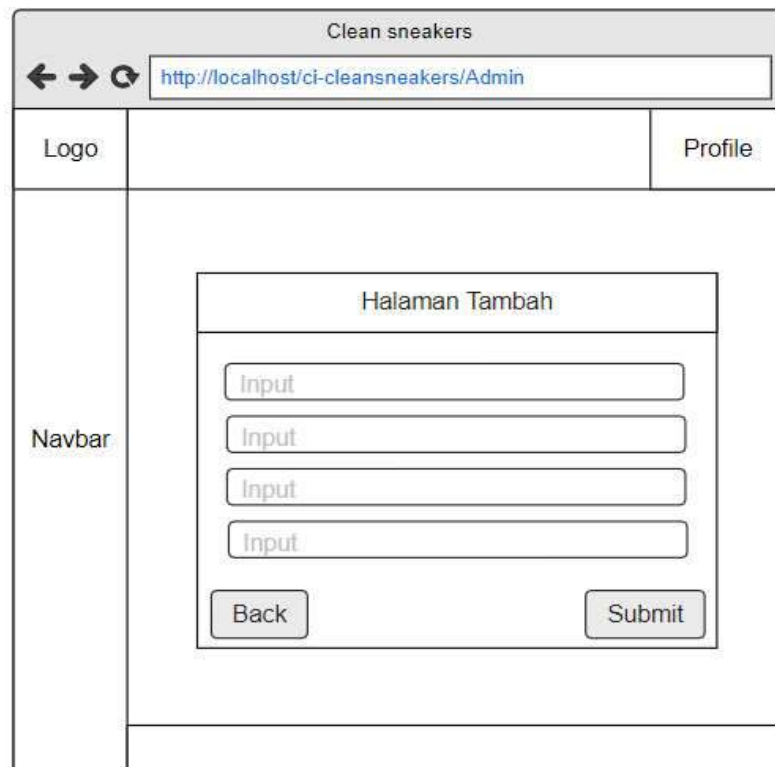 Clean sneakers
http://localhost/ci-cleansneakers/Admin
Logo
Profile
Halaman Tambah
Input
Input
Navbar
Input
Input
Back
Submit